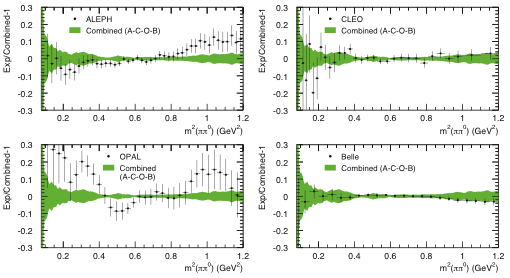 Exp/Combined-1
0.3
0.2
0.1
0
-0.1
-0.2
-0.3
ALEPH
Combined (A-C-O-B)
0.2 0.4 0.6 0.8 1 1.2
m²(ππ⁰) (GeV²)
Exp/Combined-1
0.3
0.2
0.1
0
-0.1
-0.2
-0.3
CLEO
Combined (A-C-O-B)
0.2 0.4 0.6 0.8 1 1.2
m²(ππ⁰) (GeV²)
Exp/Combined-1
0.3
0.2
0.1
0
-0.1
-0.2
-0.3
OPAL
Combined
(A-C-O-B)
0.2 0.4 0.6 0.8 1 1.2
m²(ππ⁰) (GeV²)
Exp/Combined-1
0.3
0.2
0.1
0
-0.1
-0.2
-0.3
Belle
Combined (A-C-O-B)
0.2 0.4 0.6 0.8 1 1.2
m²(ππ⁰) (GeV²)